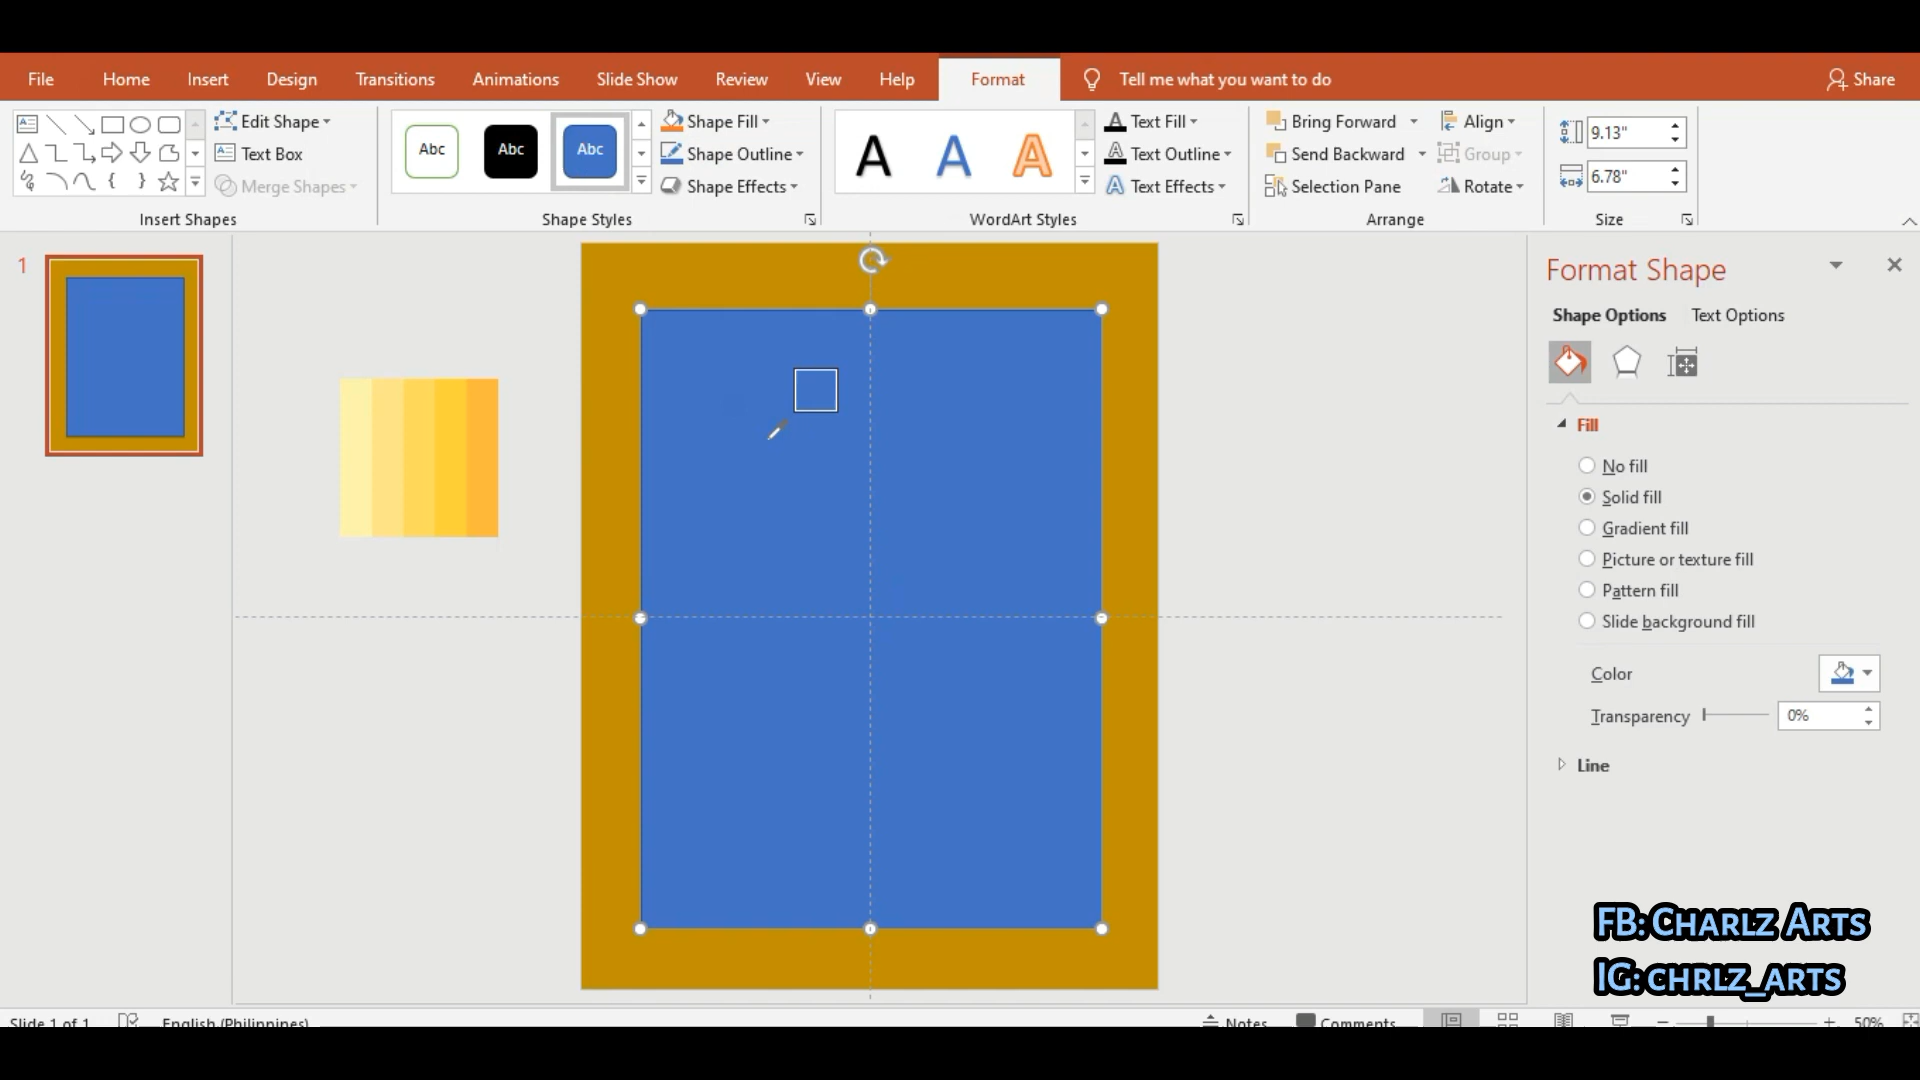 File Home Insert Design Transitions Animations Slide Show Review View Help Format Tell me what you want to do Share
Edit Shape
Text Box
Merge Shapes
Insert Shapes
Abc Abc Abc
Shape Fill
Shape Outline
Shape Effects
Shape Styles
A A A
Text Fill
Text Outline
Text Effects
WordArt Styles
Bring Forward
Send Backward
Selection Pane
Align
Group
Rotate
Arrange
9.13"
6.78"
Size
1
Format Shape
Shape Options Text Options
Fill
No fill
Solid fill
Gradient fill
Picture or texture fill
Pattern fill
Slide background fill
Color
Transparency 0%
Line
FB: Charlz Arts
IG: chrlz_arts
Slide 1 of 1 English (Philippines) Notes Comments 50%